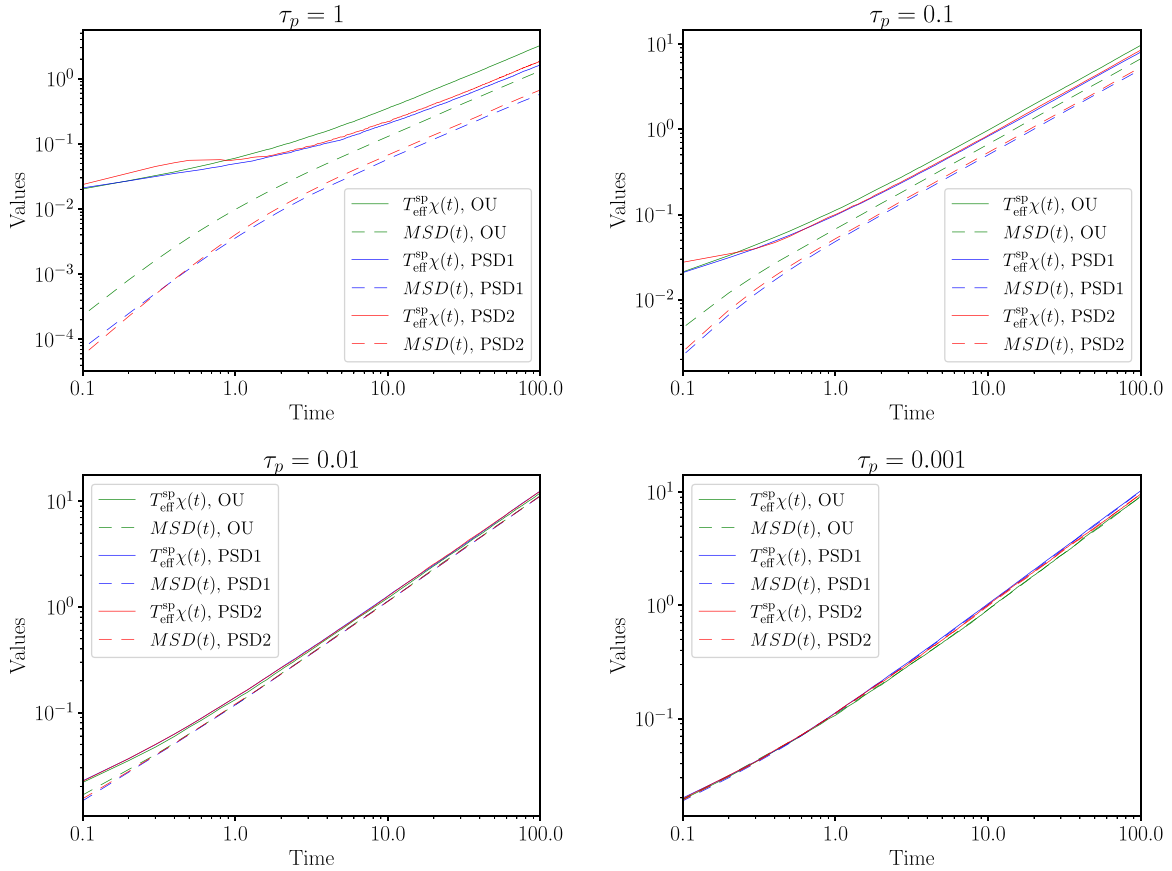 τ_p = 1
Values
10^0
10^-1
10^-2
10^-3
10^-4
T_eff^sp χ(t), OU
MSD(t), OU
T_eff^sp χ(t), PSD1
MSD(t), PSD1
T_eff^sp χ(t), PSD2
MSD(t), PSD2
0.1 1.0 10.0 100.0
Time
τ_p = 0.1
Values
10^1
10^0
10^-1
10^-2
T_eff^sp χ(t), OU
MSD(t), OU
T_eff^sp χ(t), PSD1
MSD(t), PSD1
T_eff^sp χ(t), PSD2
MSD(t), PSD2
0.1 1.0 10.0 100.0
Time
τ_p = 0.01
Values
10^1
10^0
10^-1
T_eff^sp χ(t), OU
MSD(t), OU
T_eff^sp χ(t), PSD1
MSD(t), PSD1
T_eff^sp χ(t), PSD2
MSD(t), PSD2
0.1 1.0 10.0 100.0
Time
τ_p = 0.001
Values
10^1
10^0
10^-1
T_eff^sp χ(t), OU
MSD(t), OU
T_eff^sp χ(t), PSD1
MSD(t), PSD1
T_eff^sp χ(t), PSD2
MSD(t), PSD2
0.1 1.0 10.0 100.0
Time